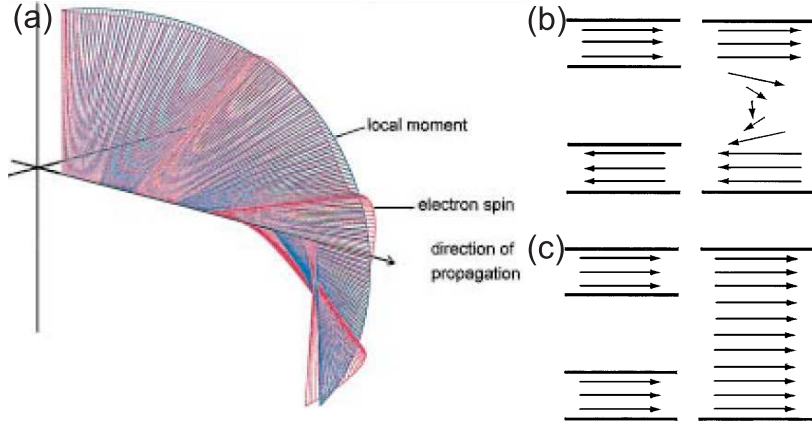 (a)
local moment
electron spin
direction of
propagation
(b)
(c)